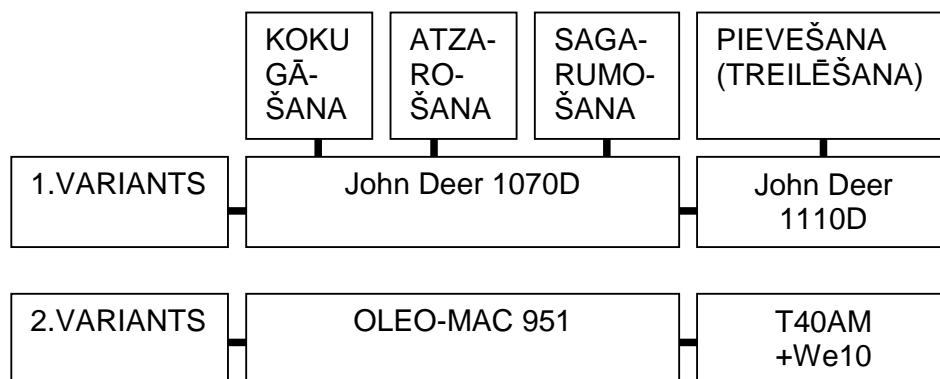 KOKU
GĀ-
ŠANA
ATZA-
RO-
ŠANA
SAGA-
RUMO-
ŠANA
PIEVEŠANA
(TREILĒŠANA)
1.VARIANTS
John Deer 1070D
John Deer
1110D
2.VARIANTS
OLEO-MAC 951
T40AM
+We10